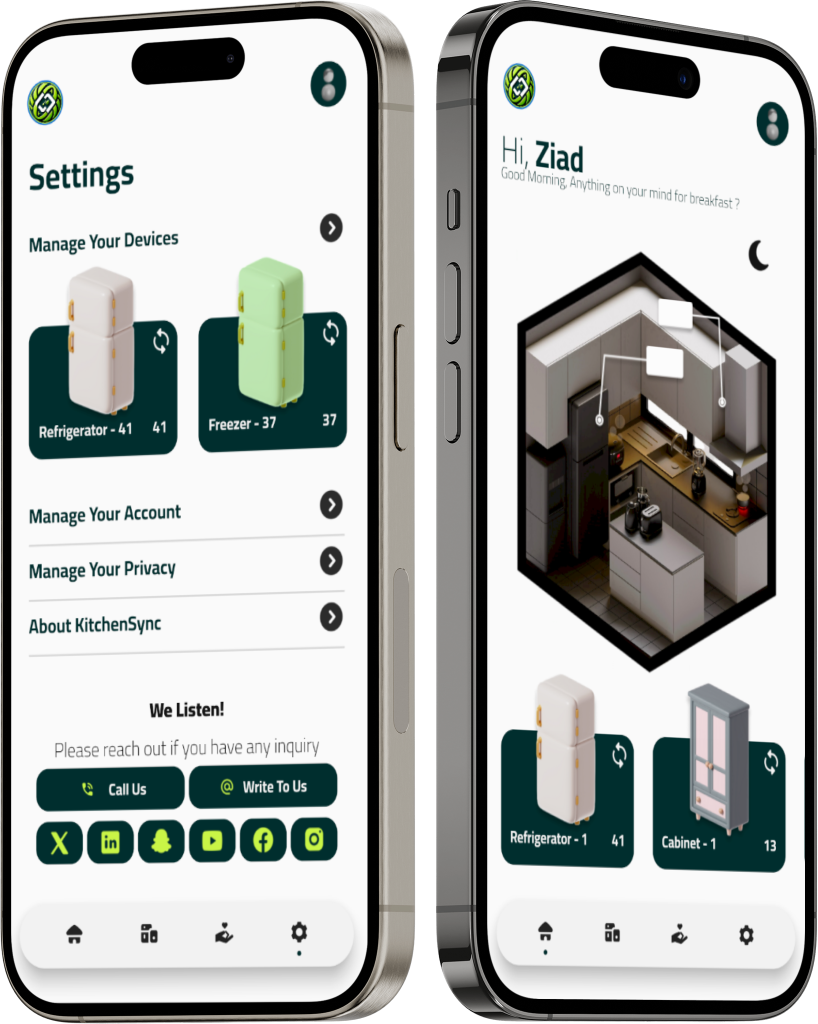 Settings
Manage Your Devices
Refrigerator - 41 41
Freezer - 37 37
Manage Your Account
Manage Your Privacy
About KitchenSync
We Listen!
Please reach out if you have any inquiry
Call Us
Write To Us
Hi, Ziad
Good Morning, Anything on your mind for breakfast ?
Refrigerator - 1 41
Cabinet - 1 13